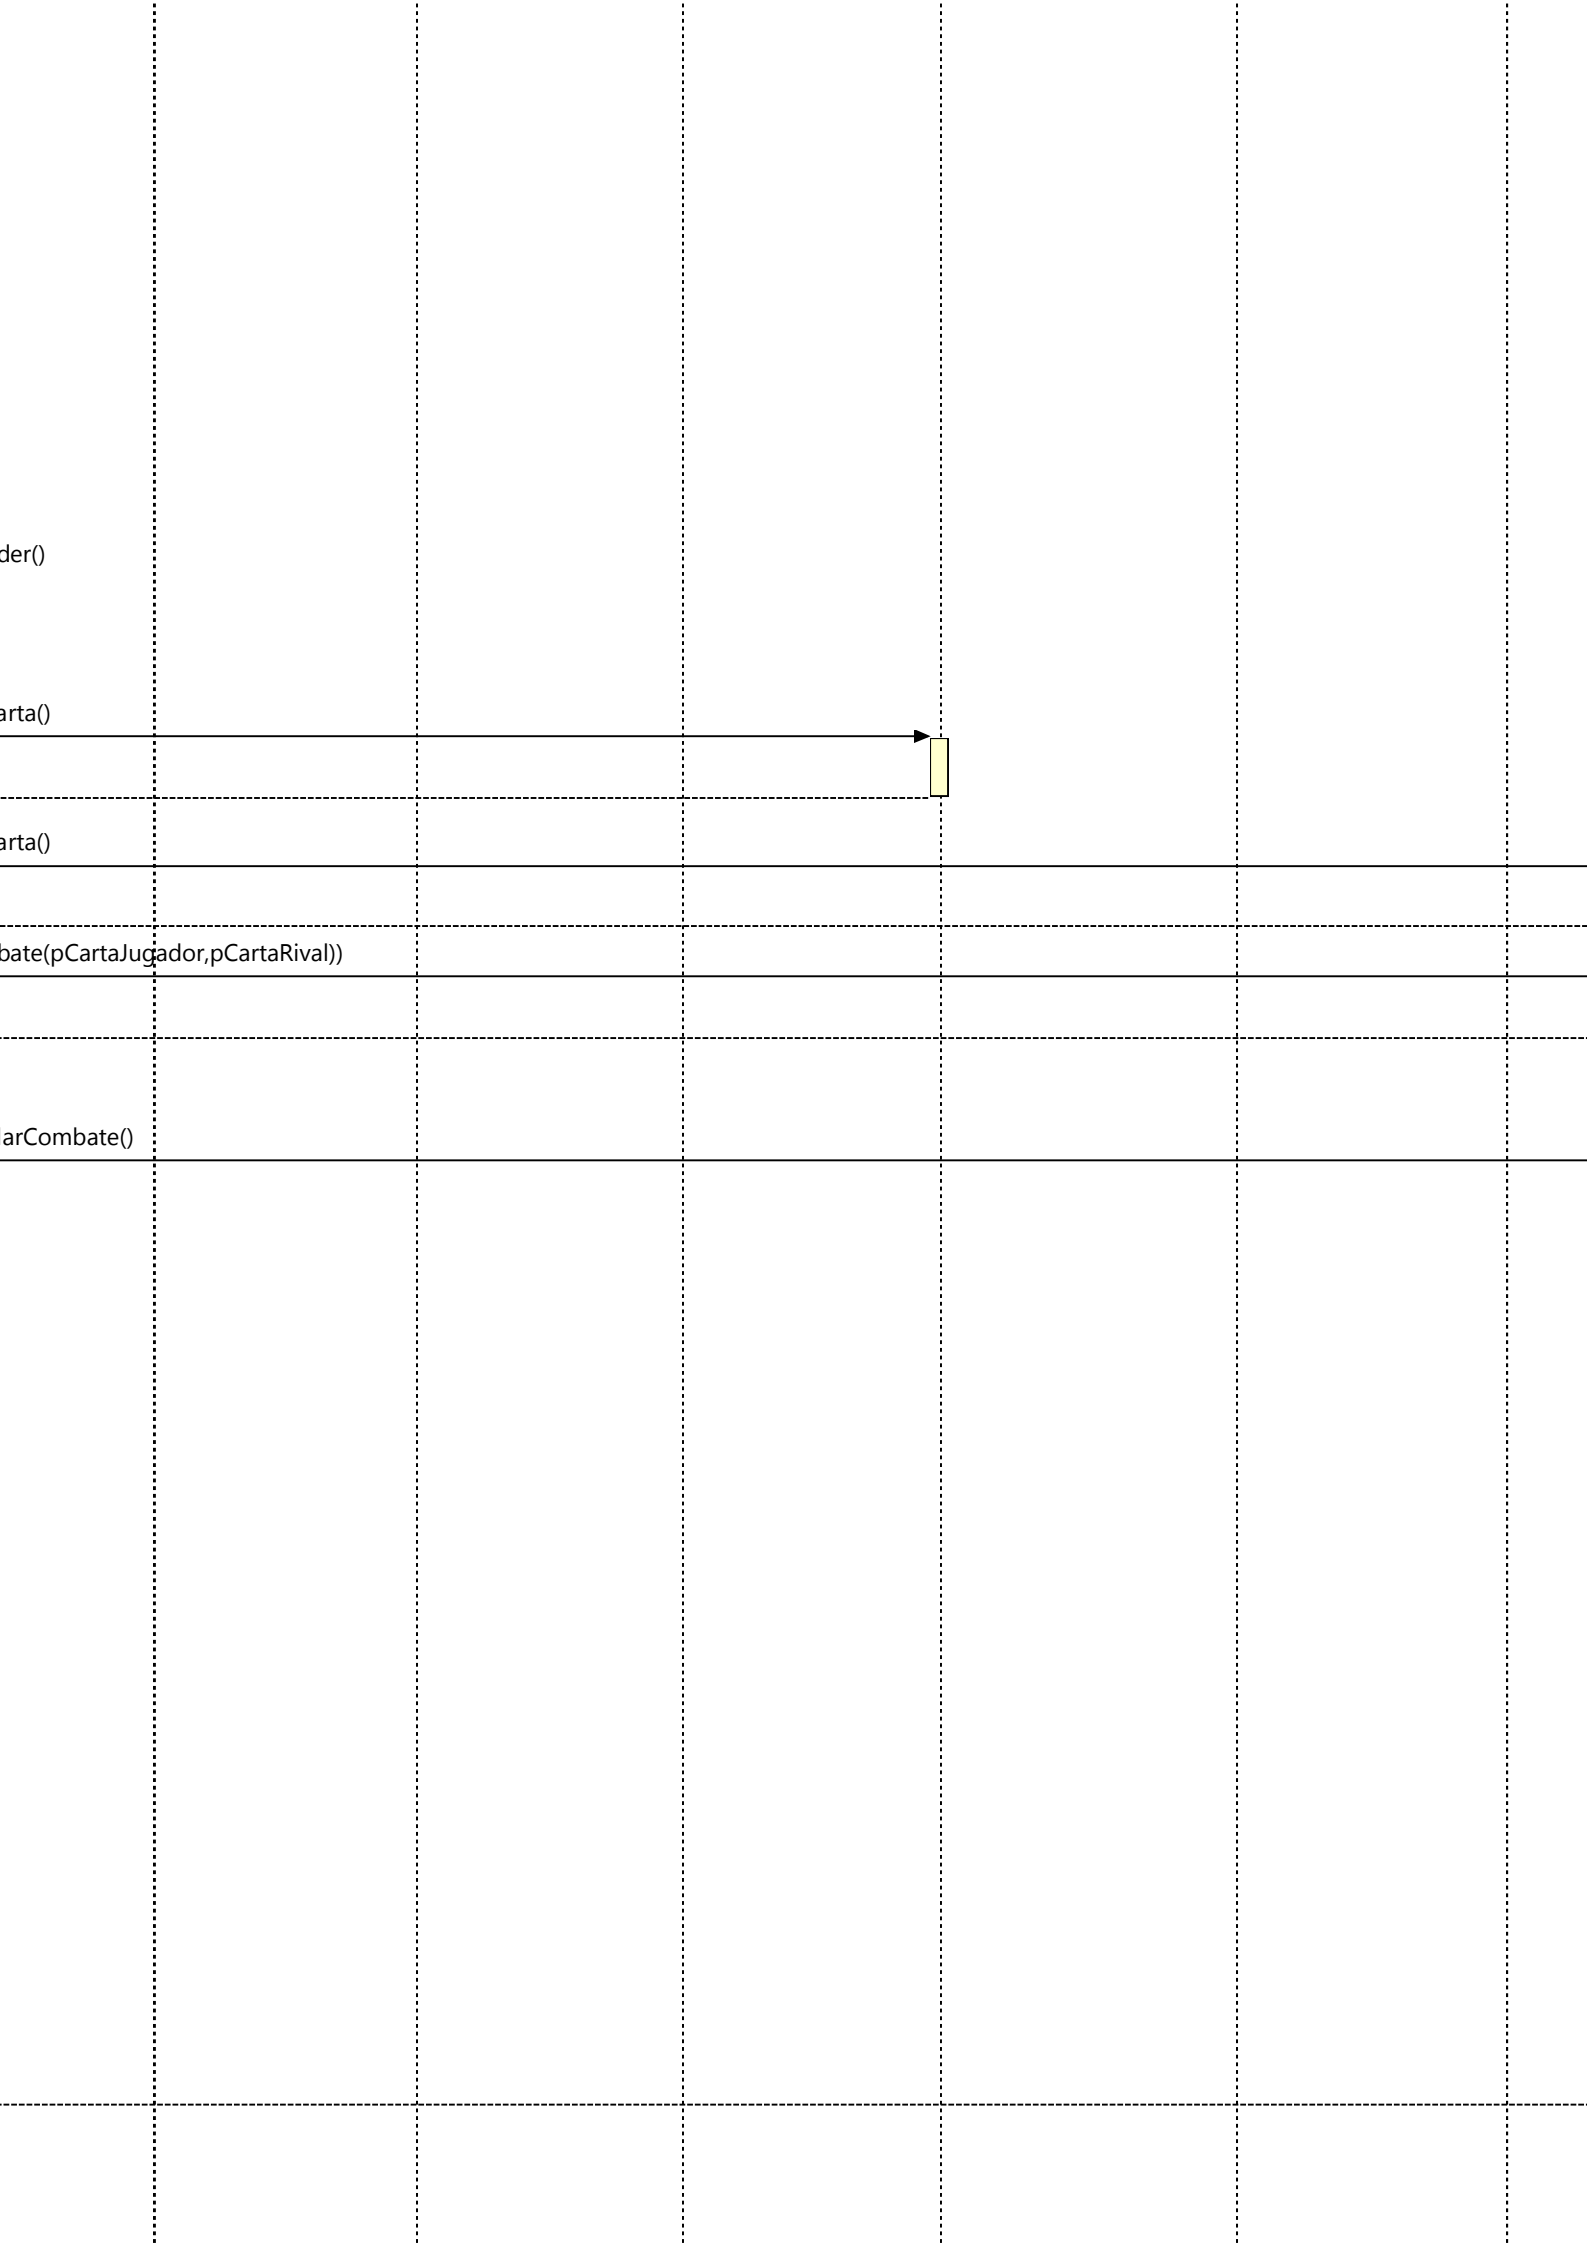 der()
arta()
arta()
bate(pCartaJugador,pCartaRival))
larCombate()